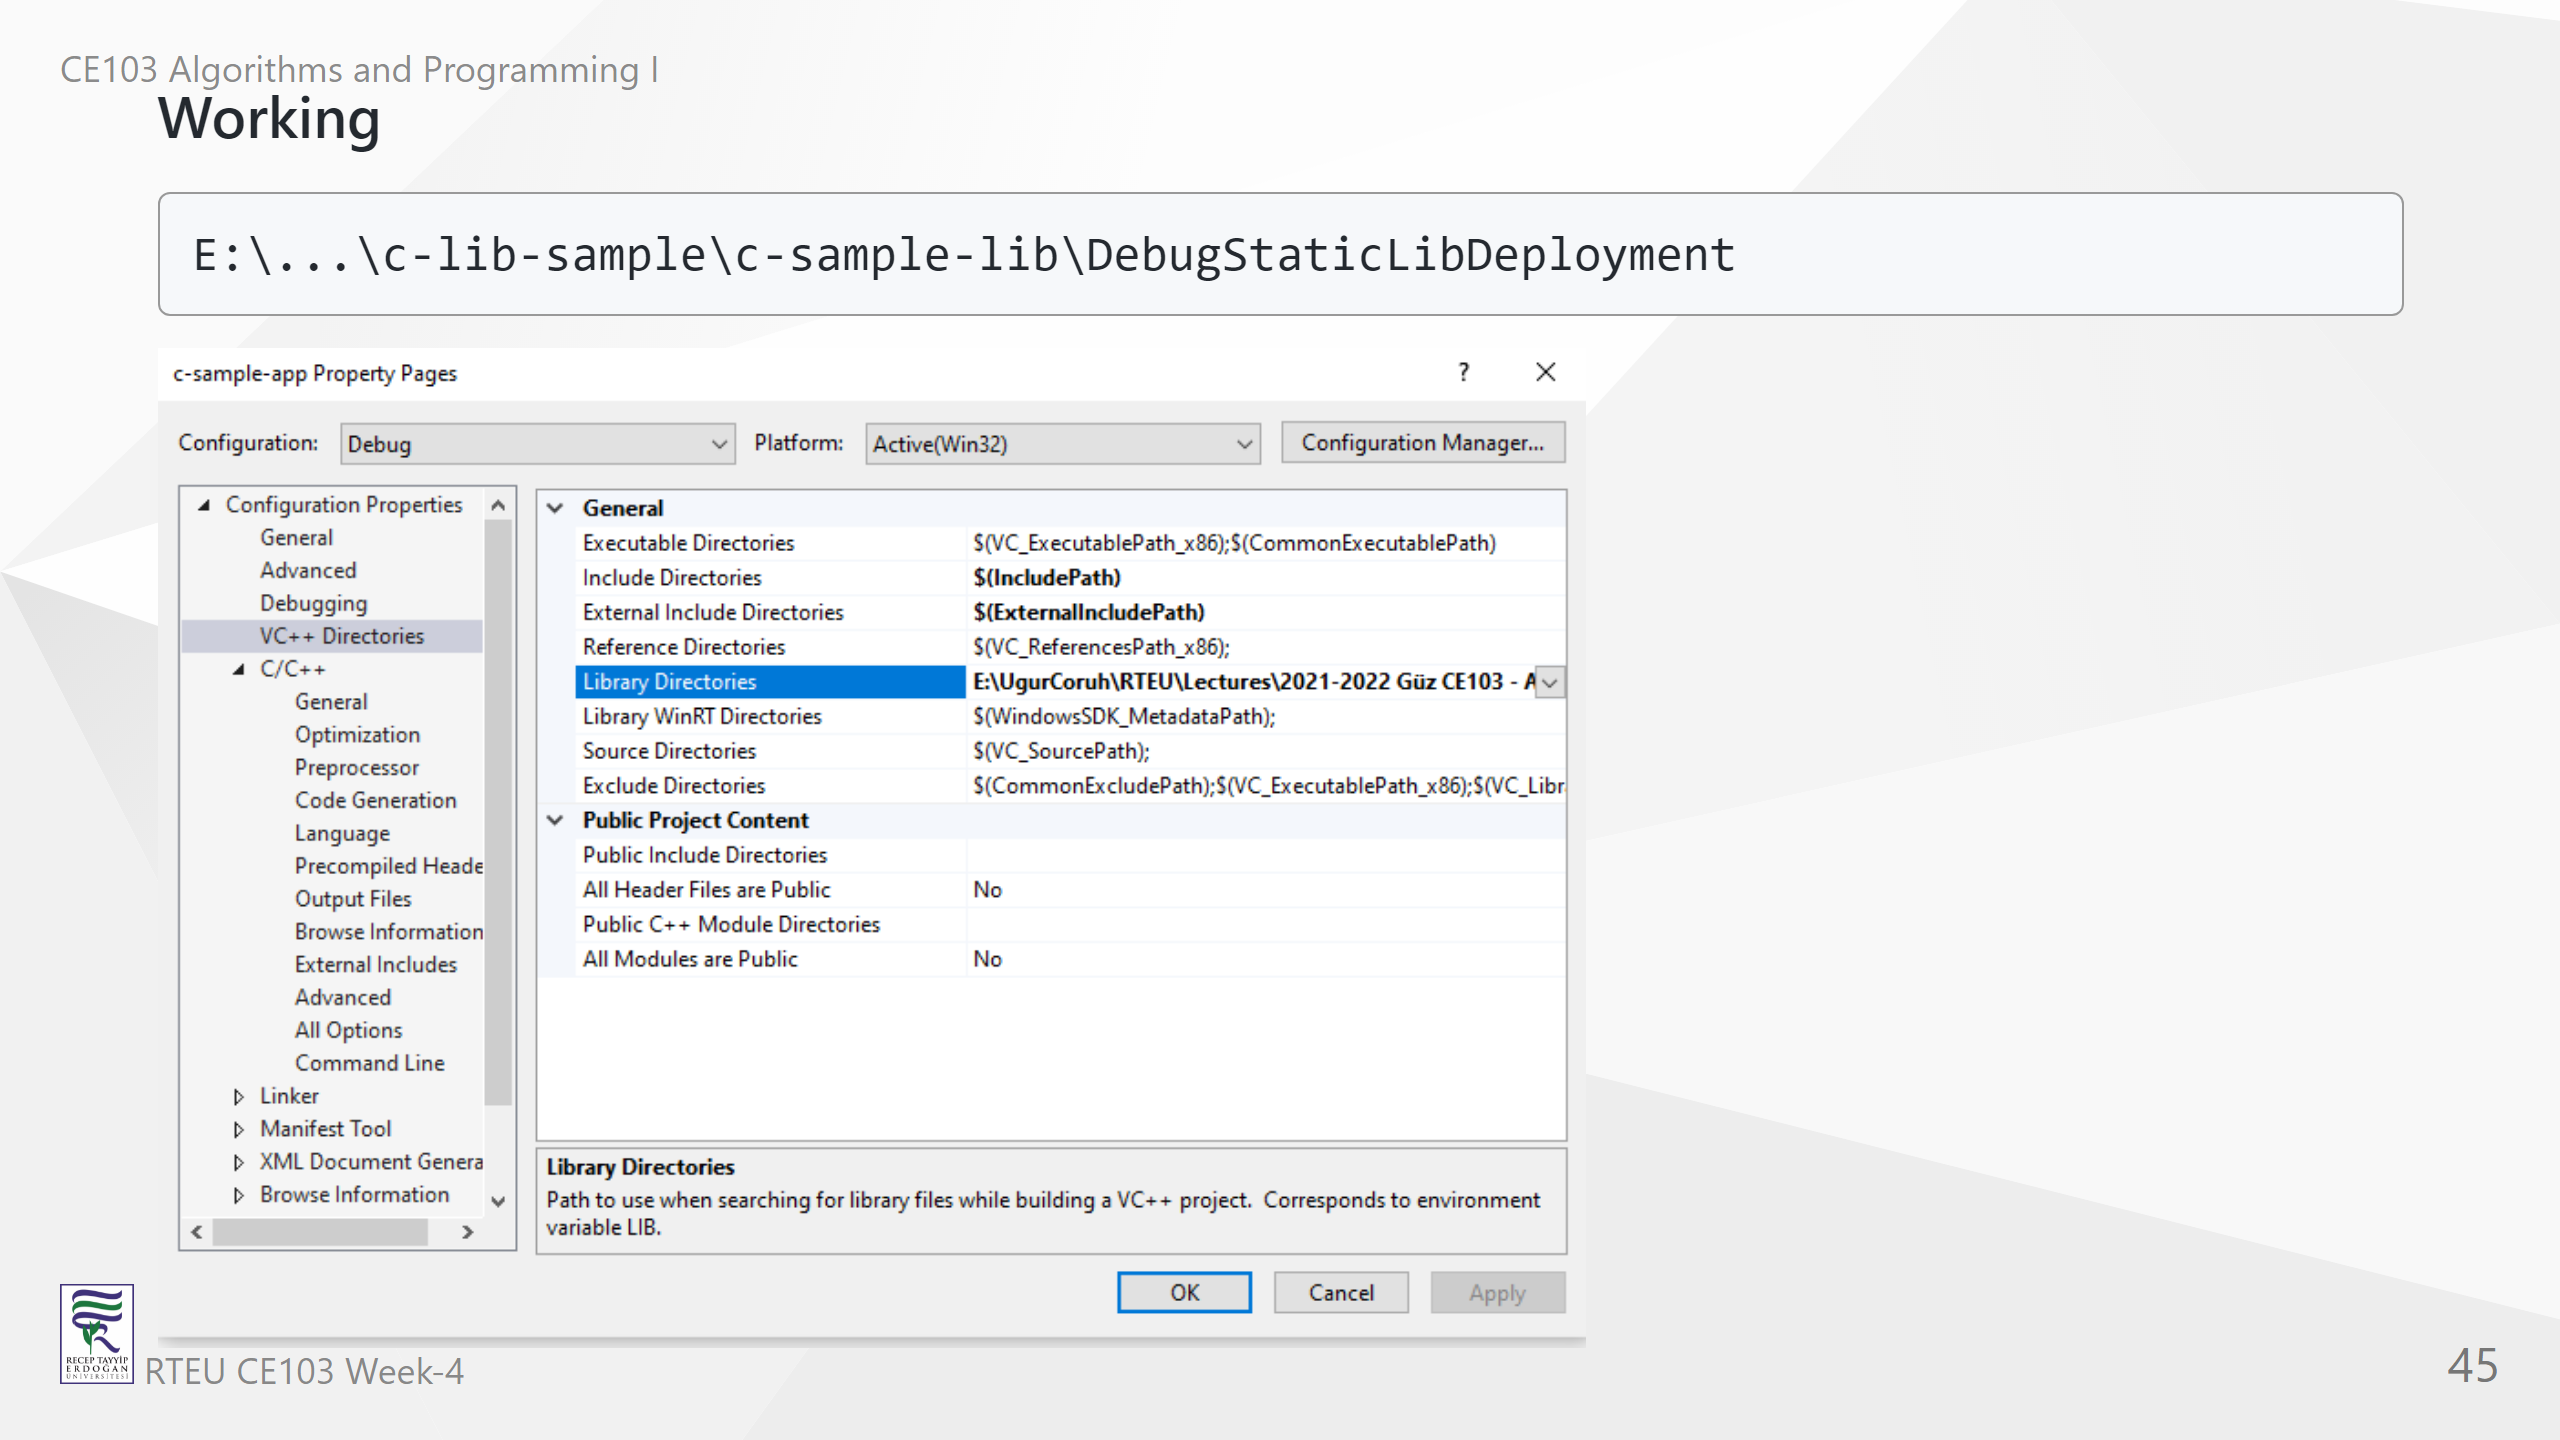 CE103 Algorithms and Programming I
Working
E:\...\c-lib-sample\c-sample-lib\DebugStaticLibDeployment
c-sample-app Property Pages
?
Configuration: Debug Platform: Active(Win32) Configuration Manager...
Configuration Properties
General
Advanced
Debugging
VC++ Directories
C/C++
General
Optimization
Preprocessor
Code Generation
Language
Precompiled Heade
Output Files
Browse Information
External Includes
Advanced
All Options
Command Line
Linker
Manifest Tool
XML Document Genera
Browse Information
General
Executable Directories $(VC_ExecutablePath_x86);$(CommonExecutablePath)
Include Directories $(IncludePath)
External Include Directories $(ExternalIncludePath)
Reference Directories $(VC_ReferencesPath_x86);
Library Directories E:\UgurCoruh\RTEU\Lectures\2021-2022 Güz CE103 - A
Library WinRT Directories $(WindowsSDK_MetadataPath);
Source Directories $(VC_SourcePath);
Exclude Directories $(CommonExcludePath);$(VC_ExecutablePath_x86);$(VC_Libr
Public Project Content
Public Include Directories
All Header Files are Public No
Public C++ Module Directories
All Modules are Public No
Library Directories
Path to use when searching for library files while building a VC++ project.  Corresponds to environment
variable LIB.
OK Cancel Apply
RECEP TAYYİP
ERDOĞAN
ÜNİVERSİTESİ
RTEU CE103 Week-4
45